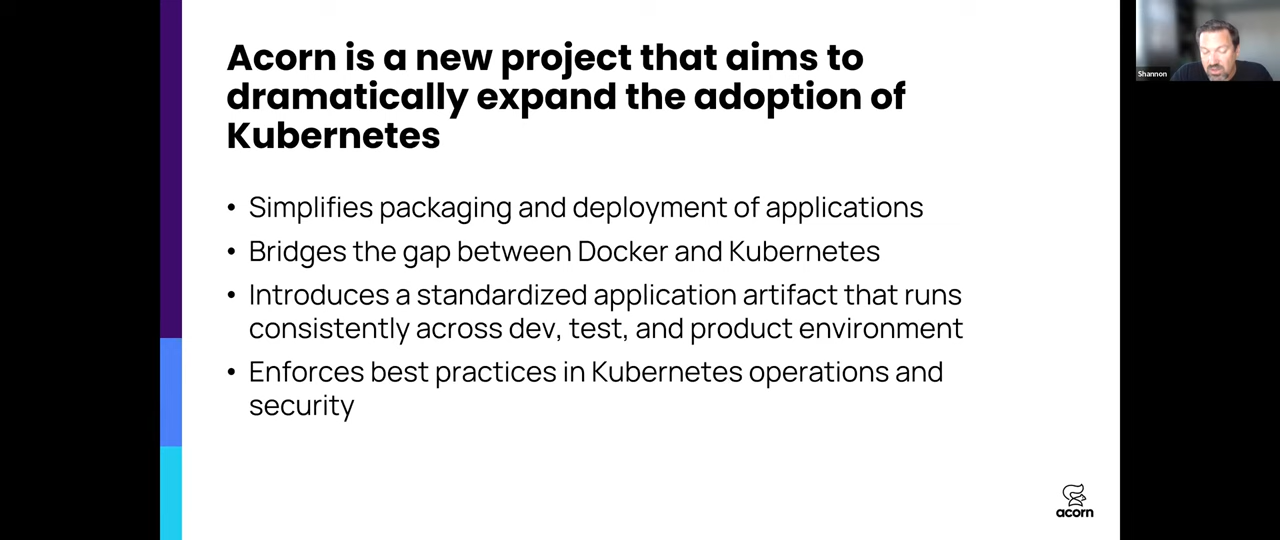 Acorn is a new project that aims to
dramatically expand the adoption of
Kubernetes
• Simplifies packaging and deployment of applications
• Bridges the gap between Docker and Kubernetes
• Introduces a standardized application artifact that runs
consistently across dev, test, and product environment
• Enforces best practices in Kubernetes operations and
security
acorn
Shannon